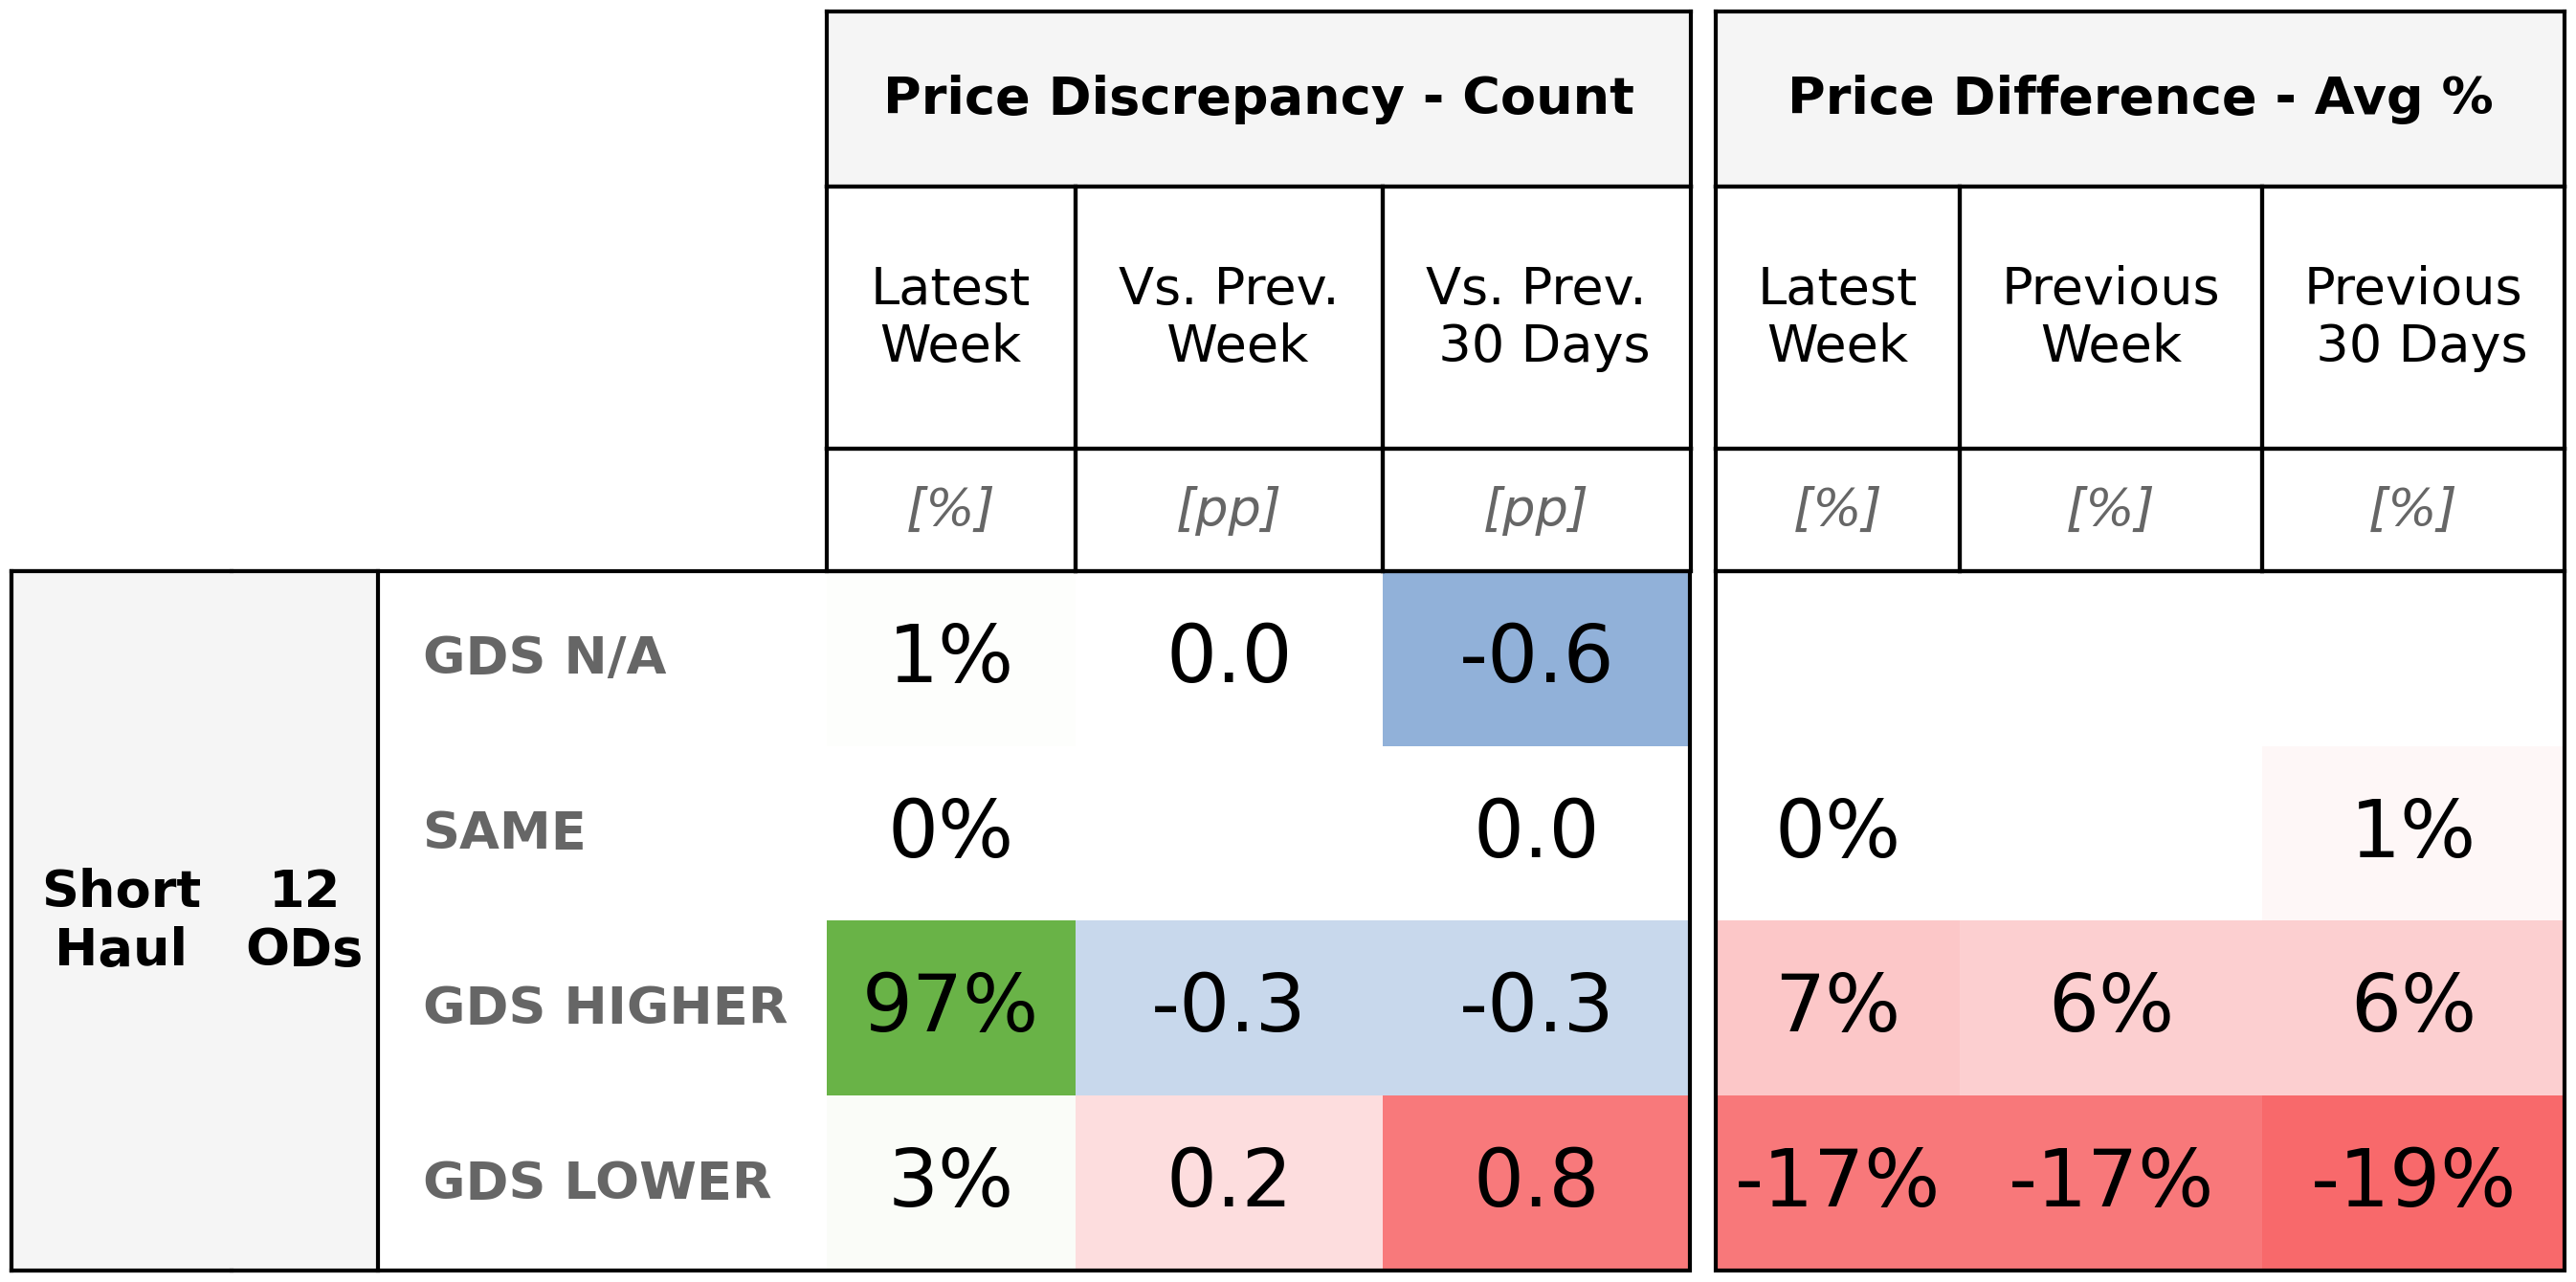 Price Discrepancy - Count Price Difference - Avg %
Latest Week Vs. Prev. Week Vs. Prev. 30 Days Latest Week Previous Week Previous 30 Days
[%] [pp] [pp] [%] [%] [%]
Short Haul 12 ODs
GDS N/A 1% 0.0 -0.6
SAME 0% 0.0 0% 1%
GDS HIGHER 97% -0.3 -0.3 7% 6% 6%
GDS LOWER 3% 0.2 0.8 -17% -17% -19%